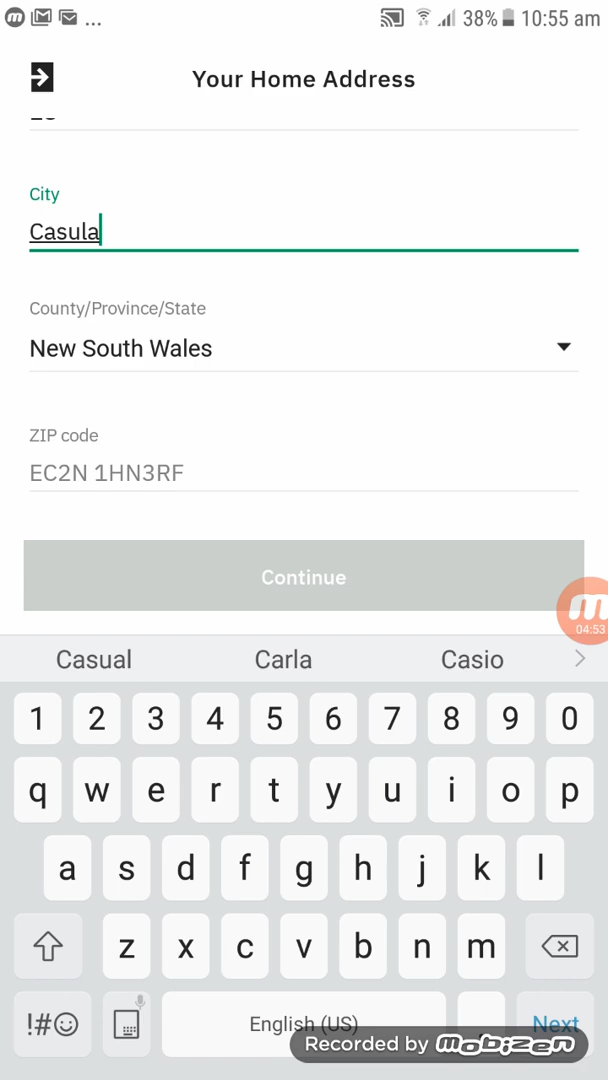 m M ... 38% 10:55 am
Your Home Address
City
Casula
County/Province/State
New South Wales
ZIP code
EC2N 1HN3RF
Continue
m
04:53
Casual Carla Casio
1 2 3 4 5 6 7 8 9 0
q w e r t y u i o p
a s d f g h j k l
z x c v b n m
!#☺ English (US) Next
Recorded by mobizen